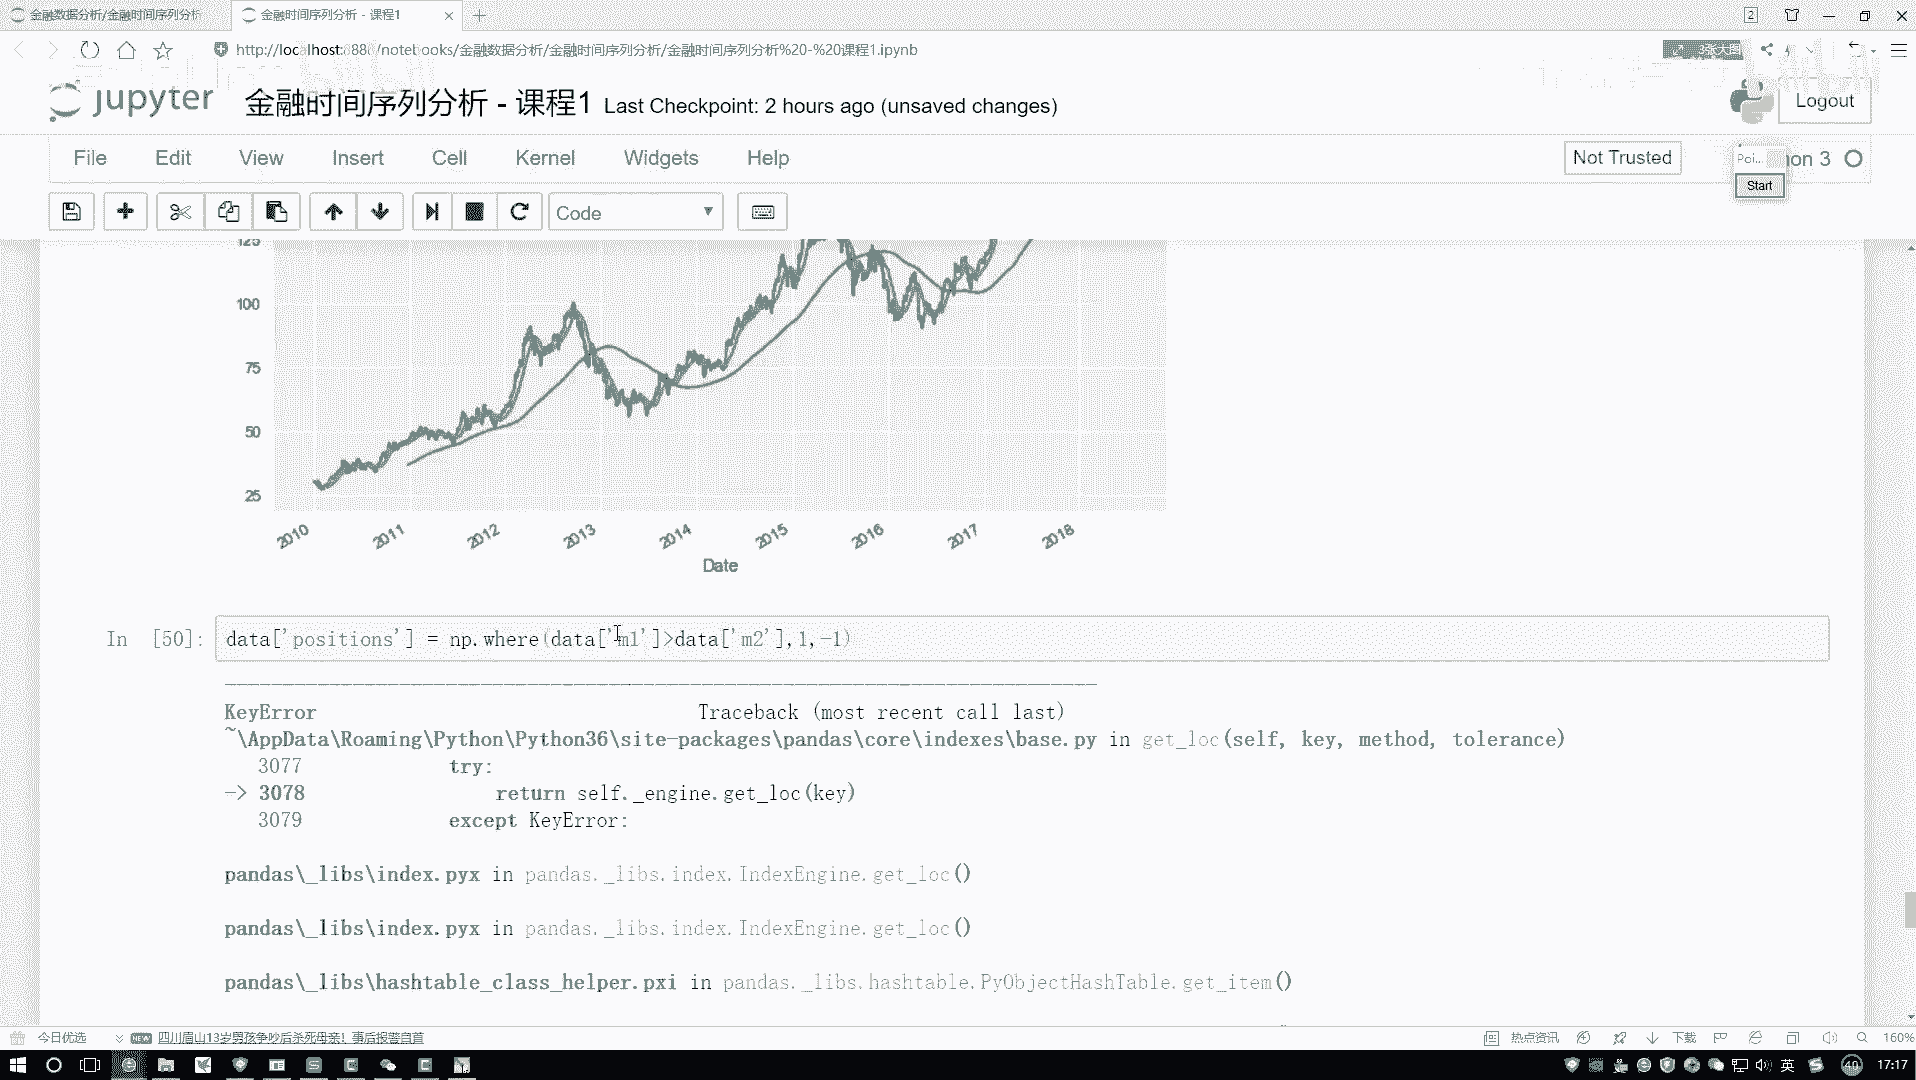 金融数据分析/金融时间序列分析
金融时间序列分析 - 课程1
2
http://localhost:888/notebooks/金融数据分析/金融时间序列分析/金融时间序列分析%20-%20课程1.ipynb
3张大图
jupyter
金融时间序列分析 - 课程1
Last Checkpoint: 2 hours ago (unsaved changes)
Logout
File Edit View Insert Cell Kernel Widgets Help
Not Trusted
Poi...
on 3
Start
Code
125
100
75
50
25
2010 2011 2012 2013 2014 2015 2016 2017 2018
Date
In [50]: data['positions'] = np.where(data['m1']>data['m2'],1,-1)
KeyError Traceback (most recent call last)
~\AppData\Roaming\Python\Python36\site-packages\pandas\core\indexes\base.py in get_loc(self, key, method, tolerance)
3077 try:
-> 3078 return self._engine.get_loc(key)
3079 except KeyError:
pandas\_libs\index.pyx in pandas._libs.index.IndexEngine.get_loc()
pandas\_libs\index.pyx in pandas._libs.index.IndexEngine.get_loc()
pandas\_libs\hashtable_class_helper.pxi in pandas._libs.hashtable.PyObjectHashTable.get_item()
今日优选
NEW
四川眉山13岁男孩争吵后杀死母亲！事后报警自首
热点资讯
下载
160%
英
40
17:17